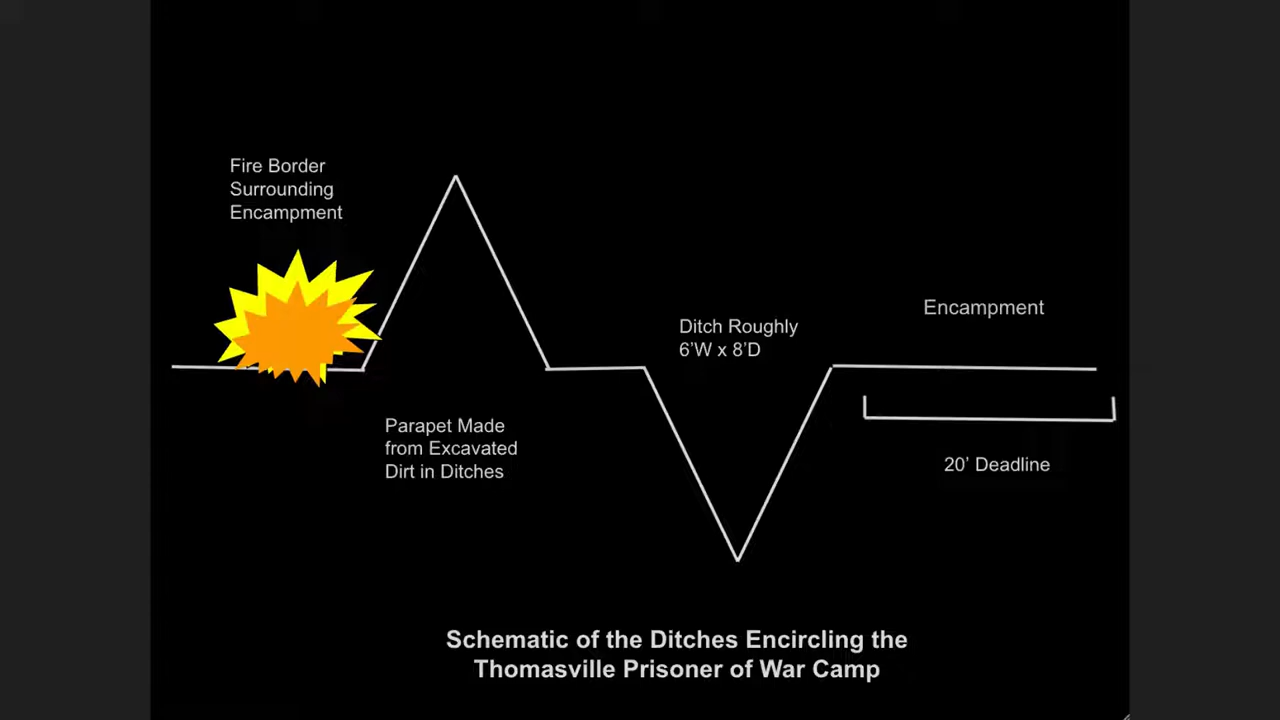 Fire Border
Surrounding
Encampment
Encampment
Ditch Roughly
6’W x 8’D
Parapet Made
from Excavated
Dirt in Ditches
20’ Deadline
Schematic of the Ditches Encircling the
Thomasville Prisoner of War Camp